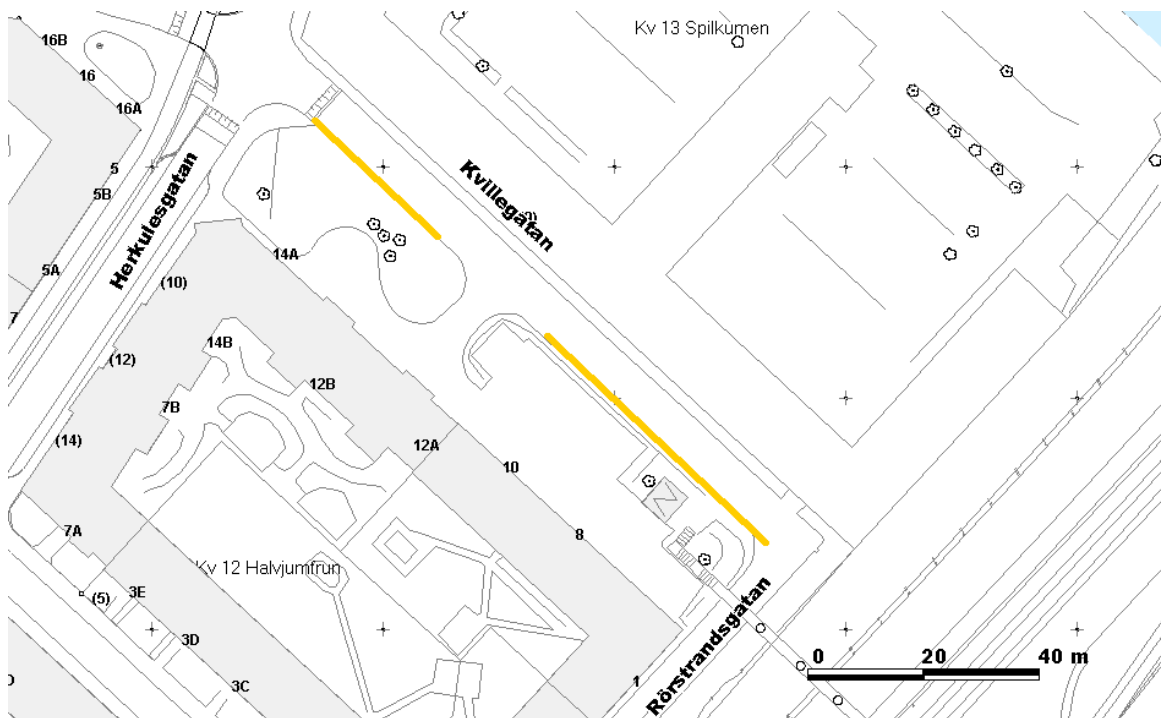 Kv 13 Spilkumen
16B
16
16A
Herkulesgatan
Kvillegatan
5
5B
5A
7
14A
(10)
14B
(12)
12B
7B
(14)
12A
10
8
7A
Kv 12 Halvjumfrun
(5)
3E
3D
3C
1
Rörstrandsgatan
0 20 40 m
D